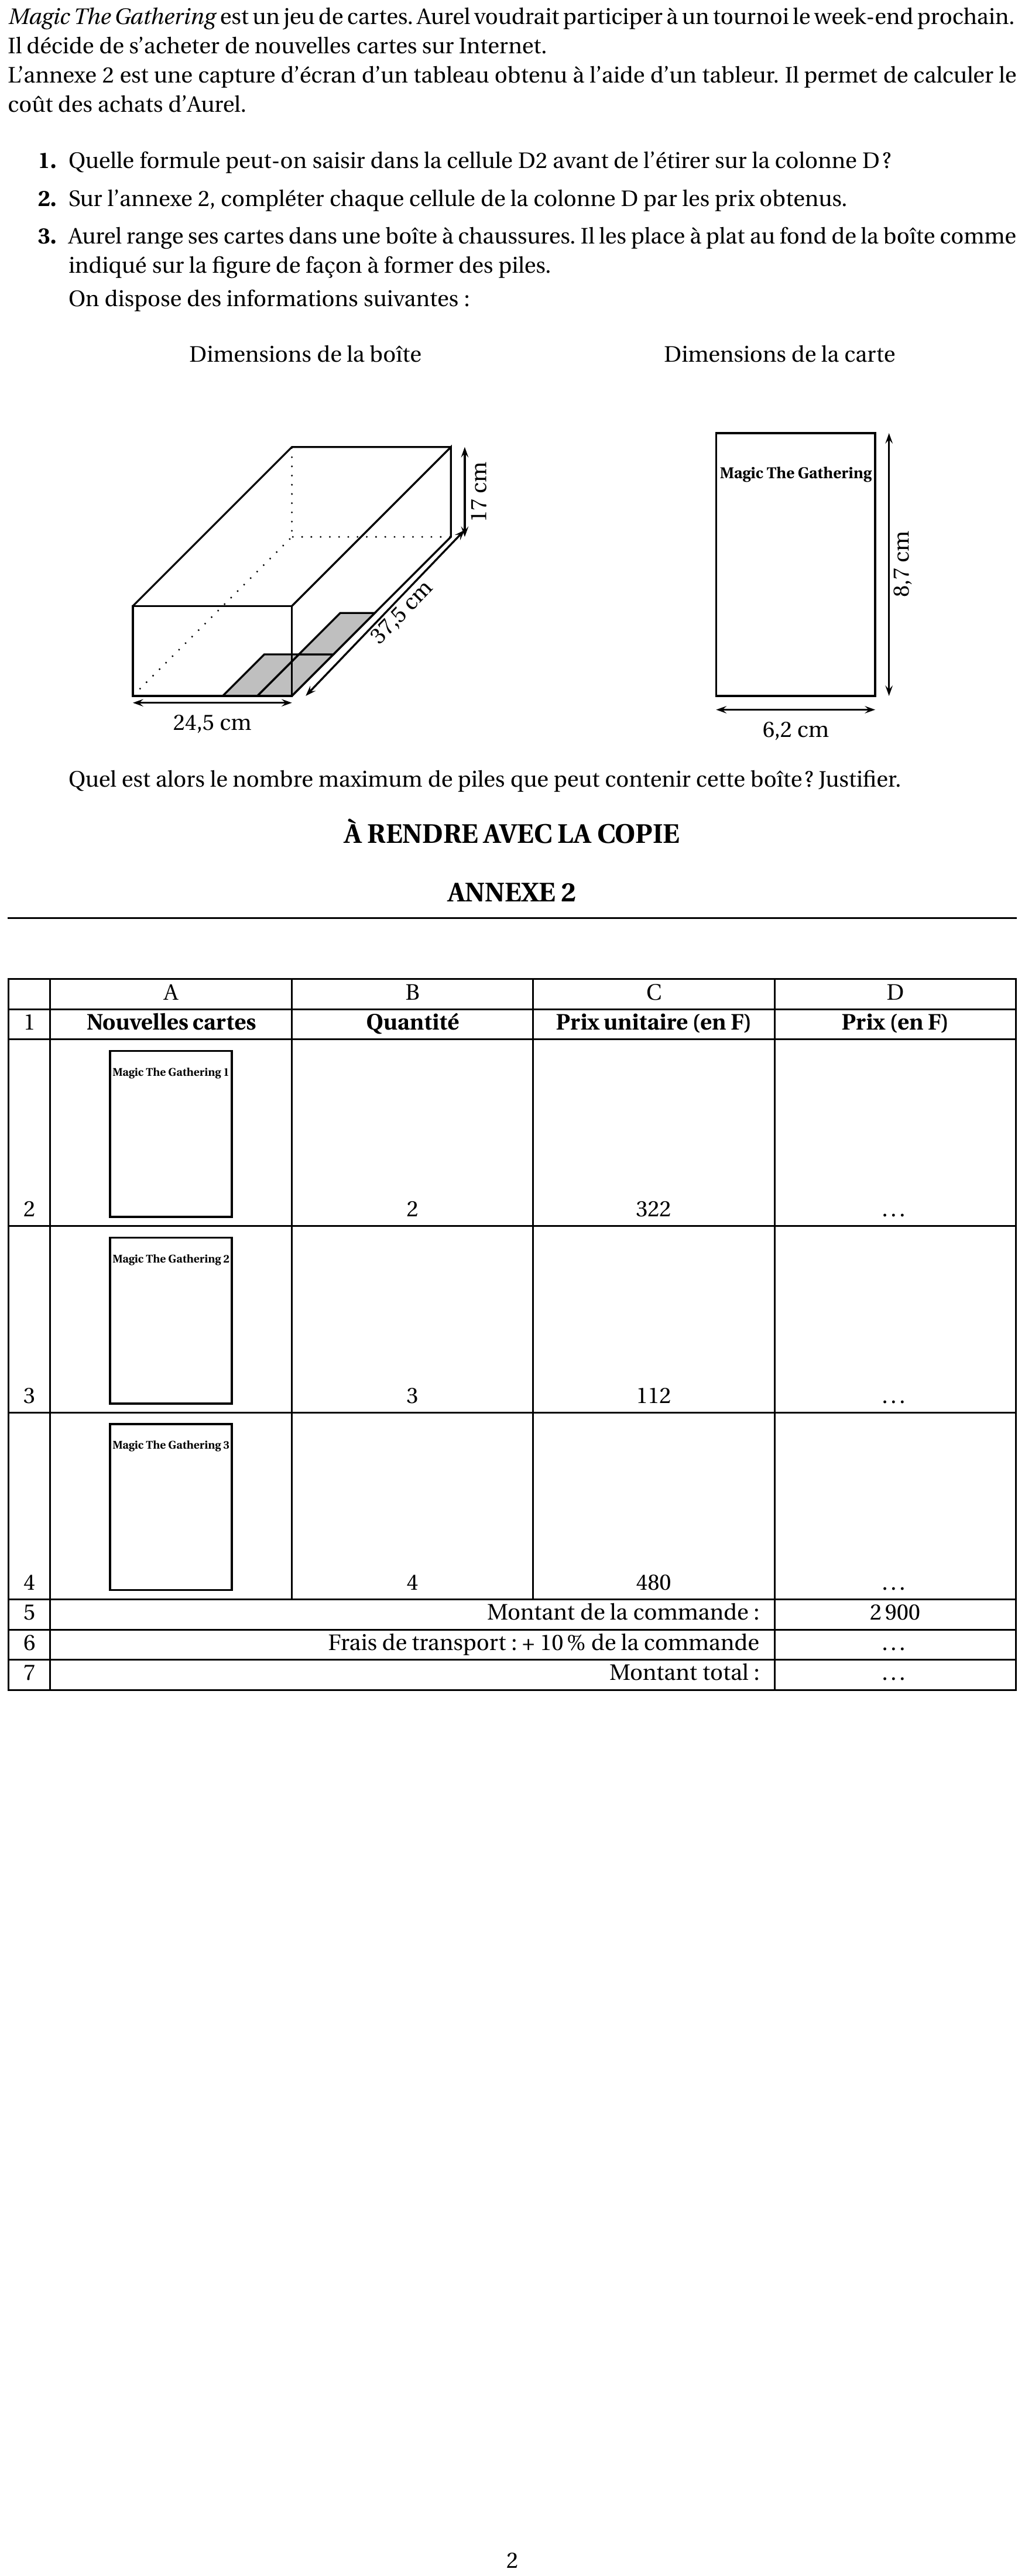 Magic The Gathering est un jeu de cartes. Aurel voudrait participer à un tournoi le week-end prochain.
Il décide de s’acheter de nouvelles cartes sur Internet.
L’annexe 2 est une capture d’écran d’un tableau obtenu à l’aide d’un tableur. Il permet de calculer le
coût des achats d’Aurel.
1. Quelle formule peut-on saisir dans la cellule D2 avant de l’étirer sur la colonne D ?
2. Sur l’annexe 2, compléter chaque cellule de la colonne D par les prix obtenus.
3. Aurel range ses cartes dans une boîte à chaussures. Il les place à plat au fond de la boîte comme
indiqué sur la figure de façon à former des piles.
On dispose des informations suivantes :
Dimensions de la boîte
Dimensions de la carte
17 cm
37,5 cm
24,5 cm
Magic The Gathering
8,7 cm
6,2 cm
Quel est alors le nombre maximum de piles que peut contenir cette boîte ? Justifier.
À RENDRE AVEC LA COPIE
ANNEXE 2
A B C D
1 Nouvelles cartes Quantité Prix unitaire (en F) Prix (en F)
Magic The Gathering 1
2 2 322 ...
Magic The Gathering 2
3 3 112 ...
Magic The Gathering 3
4 4 480 ...
5 Montant de la commande : 2 900
6 Frais de transport : + 10 % de la commande ...
7 Montant total : ...
2